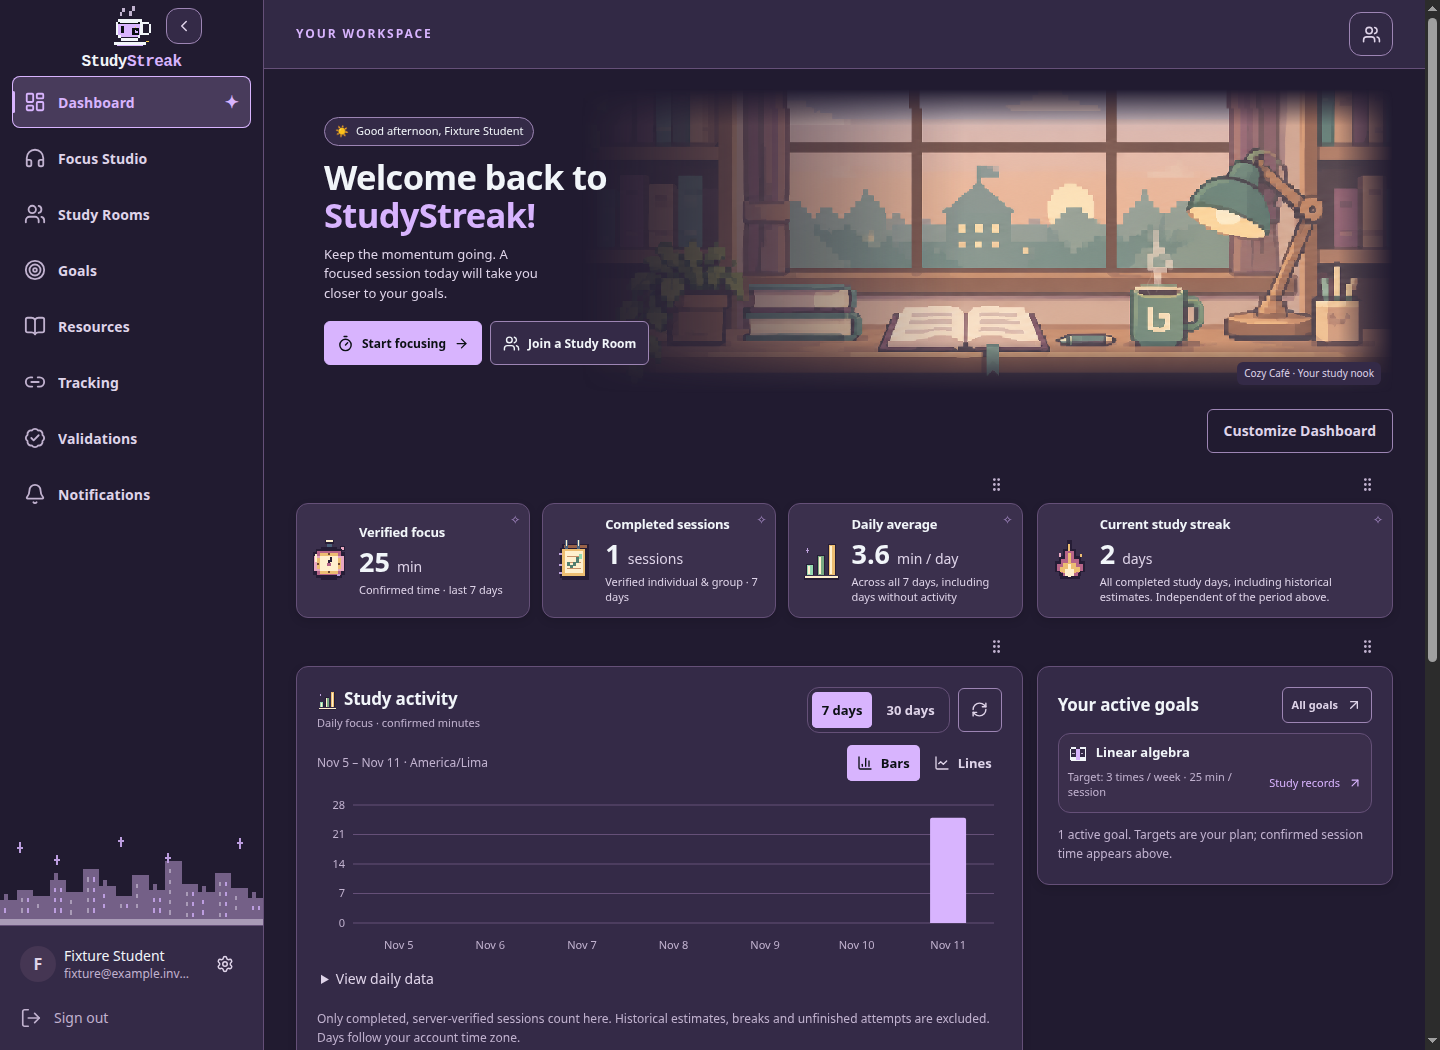 StudyStreak
Dashboard
Focus Studio
Study Rooms
Goals
Resources
Tracking
Validations
Notifications
F
Fixture Student
fixture@example.inv...
Sign out
YOUR WORKSPACE
Good afternoon, Fixture Student
Welcome back to
StudyStreak!
Keep the momentum going. A
focused session today will take you
closer to your goals.
Start focusing
Join a Study Room
Cozy Café · Your study nook
Customize Dashboard
Verified focus
25 min
Confirmed time · last 7 days
Completed sessions
1 sessions
Verified individual & group · 7
days
Daily average
3.6 min / day
Across all 7 days, including
days without activity
Current study streak
2 days
All completed study days, including historical
estimates. Independent of the period above.
Study activity
Daily focus · confirmed minutes
7 days
30 days
Nov 5 – Nov 11 · America/Lima
Bars
Lines
28
21
14
7
0
Nov 5
Nov 6
Nov 7
Nov 8
Nov 9
Nov 10
Nov 11
View daily data
Only completed, server-verified sessions count here. Historical estimates, breaks and unfinished attempts are excluded.
Days follow your account time zone.
Your active goals
All goals
Linear algebra
Target: 3 times / week · 25 min /
session
Study records
1 active goal. Targets are your plan; confirmed session
time appears above.